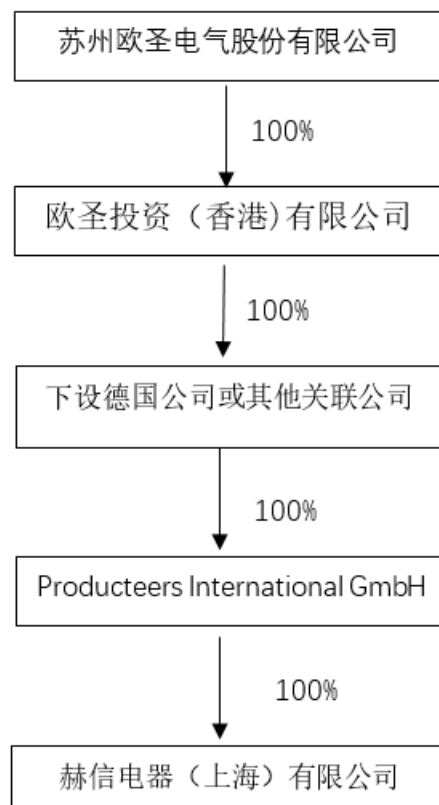 苏州欧圣电气股份有限公司
100%
欧圣投资（香港)有限公司
100%
下设德国公司或其他关联公司
100%
Producteers International GmbH
100%
赫信电器（上海）有限公司